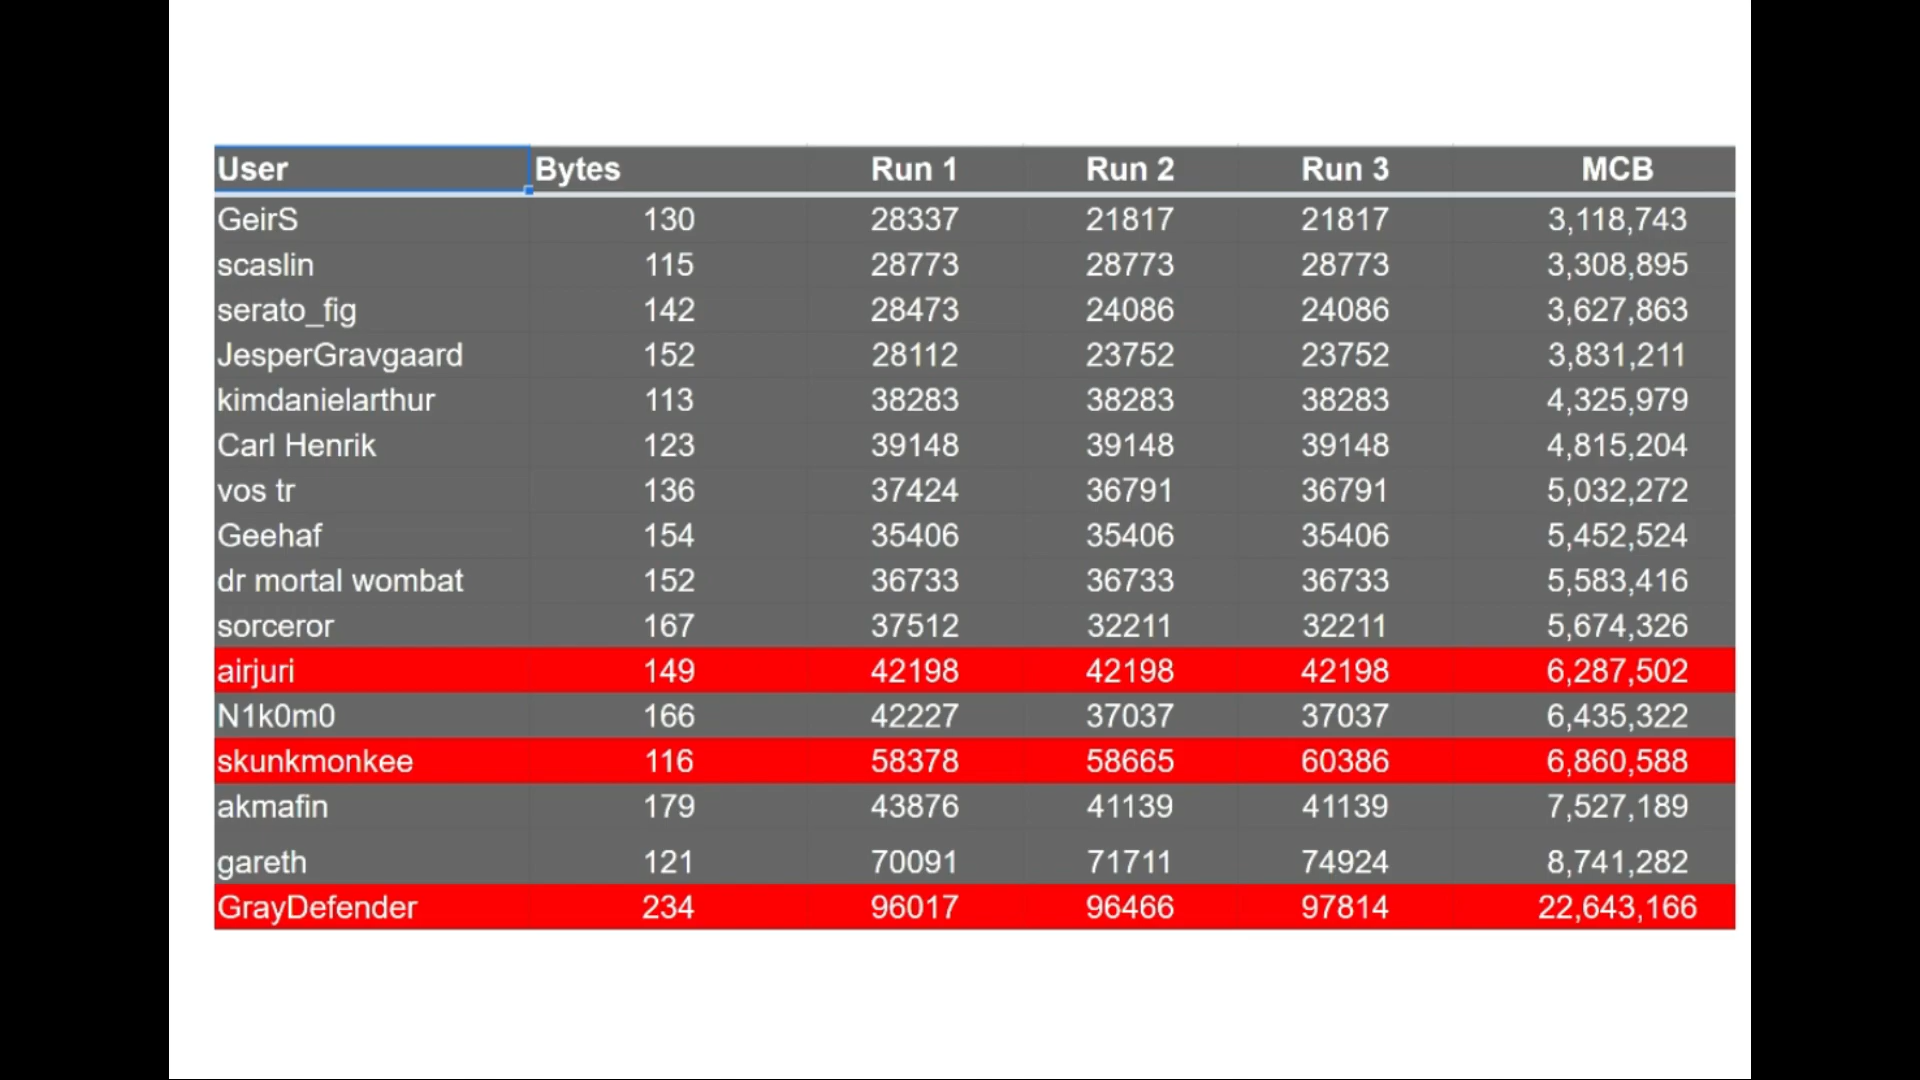 User Bytes Run 1 Run 2 Run 3 MCB
GeirS 130 28337 21817 21817 3,118,743
scaslin 115 28773 28773 28773 3,308,895
serato_fig 142 28473 24086 24086 3,627,863
JesperGravgaard 152 28112 23752 23752 3,831,211
kimdanielarthur 113 38283 38283 38283 4,325,979
Carl Henrik 123 39148 39148 39148 4,815,204
vos tr 136 37424 36791 36791 5,032,272
Geehaf 154 35406 35406 35406 5,452,524
dr mortal wombat 152 36733 36733 36733 5,583,416
sorceror 167 37512 32211 32211 5,674,326
airjuri 149 42198 42198 42198 6,287,502
N1k0m0 166 42227 37037 37037 6,435,322
skunkmonkee 116 58378 58665 60386 6,860,588
akmafin 179 43876 41139 41139 7,527,189
gareth 121 70091 71711 74924 8,741,282
GrayDefender 234 96017 96466 97814 22,643,166